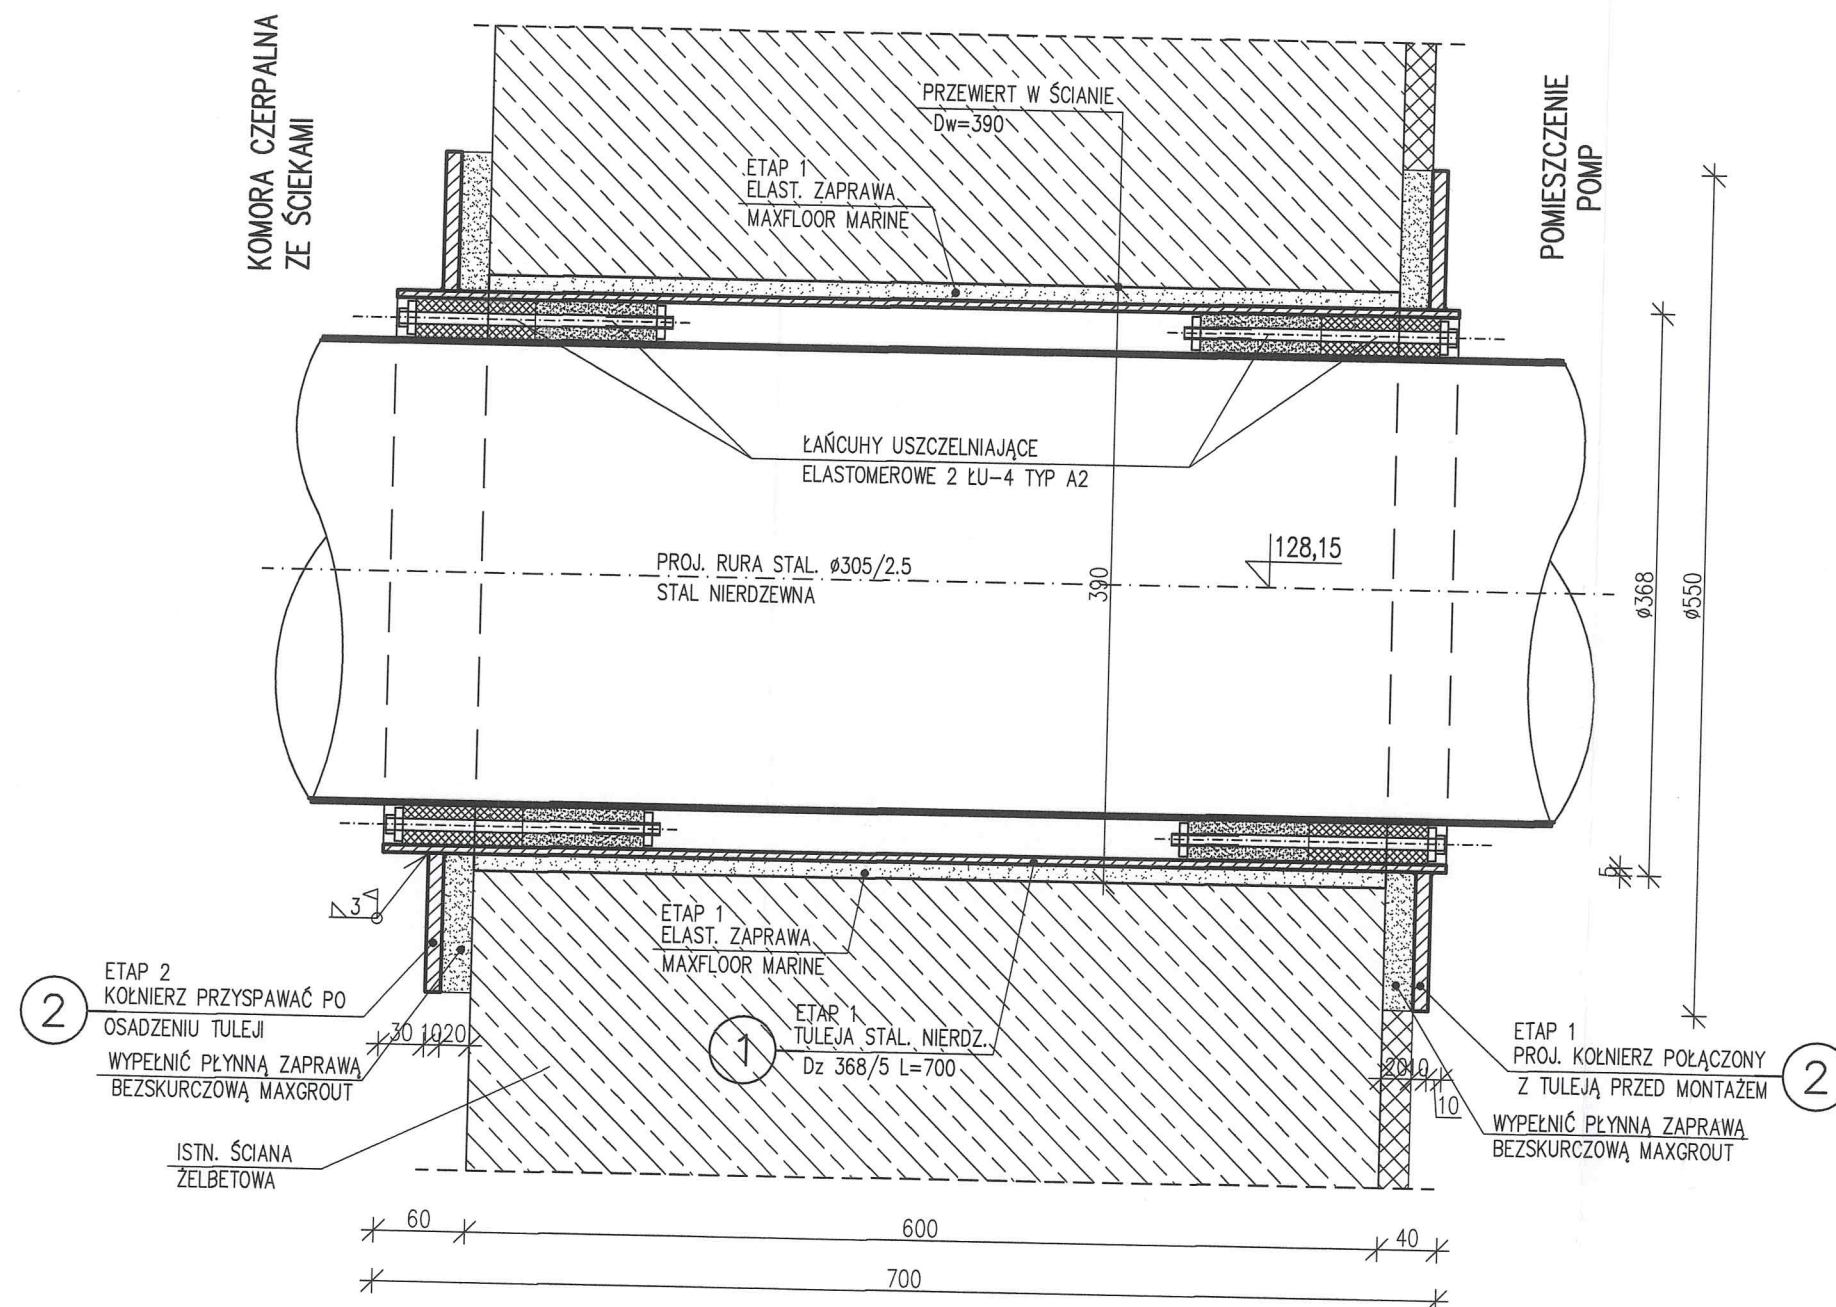 KOMORA CZERPALNA
ZE ŚCIEKAMI
PRZEWIERT W ŚCIANIE
Dw=390
ETAP 1
ELAST. ZAPRAWA
MAXFLOOR MARINE
POMIESZCZENIE
POMP
ŁAŃCUHY USZCZELNIAJĄCE
ELASTOMEROWE 2 ŁU-4 TYP A2
PROJ. RURA STAL. ø305/2.5
STAL NIERDZEWNA
390
128,15
ø368
ø550
5
3
ETAP 1
ELAST. ZAPRAWA
MAXFLOOR MARINE
2
ETAP 2
KOŁNIERZ PRZYSPAWAĆ PO
OSADZENIU TULEJI
30 10 20
WYPEŁNIĆ PŁYNNĄ ZAPRAWĄ
BEZSKURCZOWĄ MAXGROUT
1
ETAP 1
TULEJA STAL. NIERDZ.
Dz 368/5 L=700
20 10
10
ETAP 1
PROJ. KOŁNIERZ POŁĄCZONY
Z TULEJĄ PRZED MONTAŻEM
2
WYPEŁNIĆ PŁYNNĄ ZAPRAWĄ
BEZSKURCZOWĄ MAXGROUT
ISTN. ŚCIANA
ŻELBETOWA
60
600
40
700